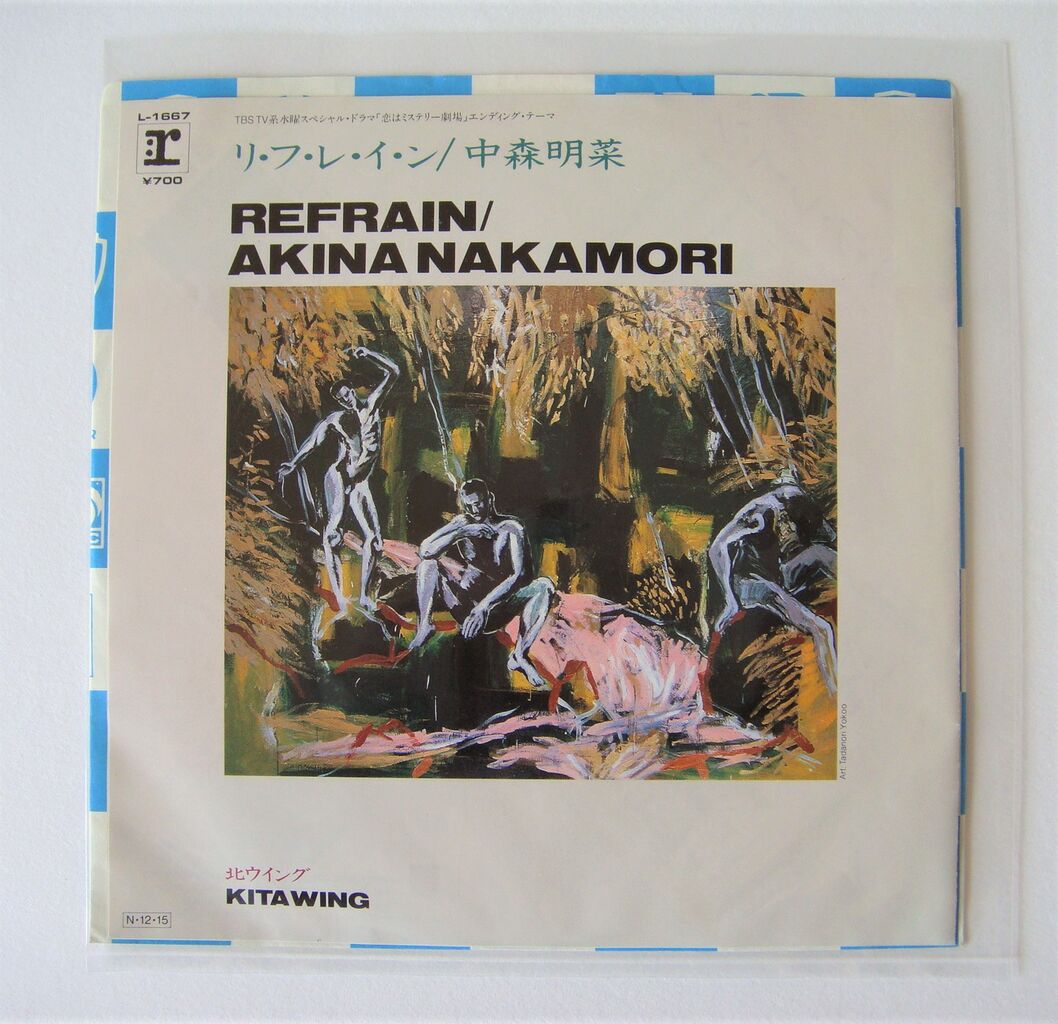 L-1667
r
¥700
TBS TV系水曜スペシャル・ドラマ「恋はミステリー劇場」エンディング・テーマ
リ・フ・レ・イ・ン/中森明菜
REFRAIN/
AKINA NAKAMORI
Art: Tadanori Yokoo
北ウイング
KITAWING
N・12・15